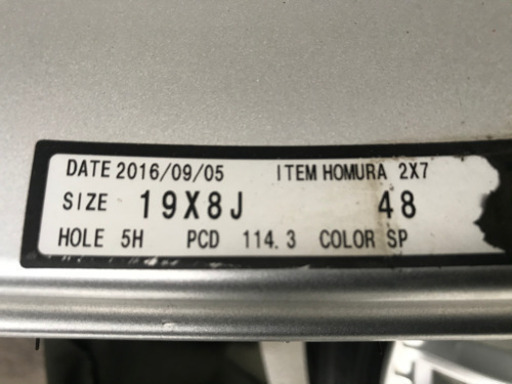 DATE 2016/09/05 ITEM HOMURA 2X7
SIZE 19X8J 48
HOLE 5H PCD 114.3 COLOR SP